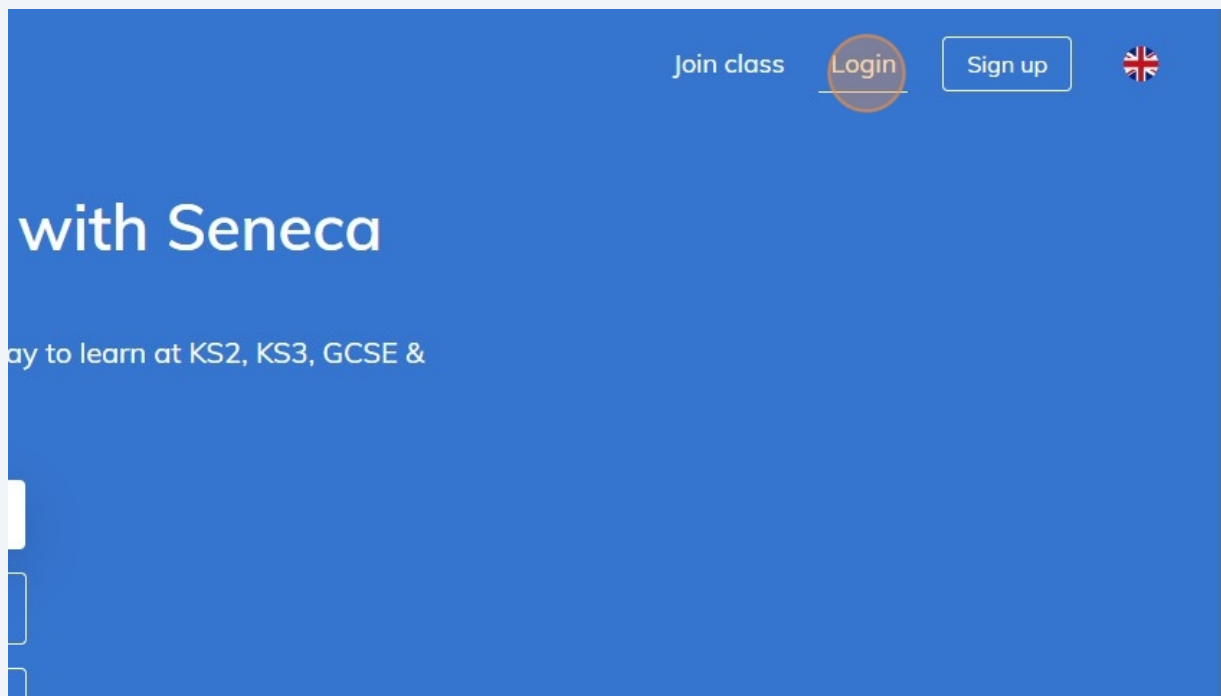 Join class Login Sign up
with Seneca
ay to learn at KS2, KS3, GCSE &